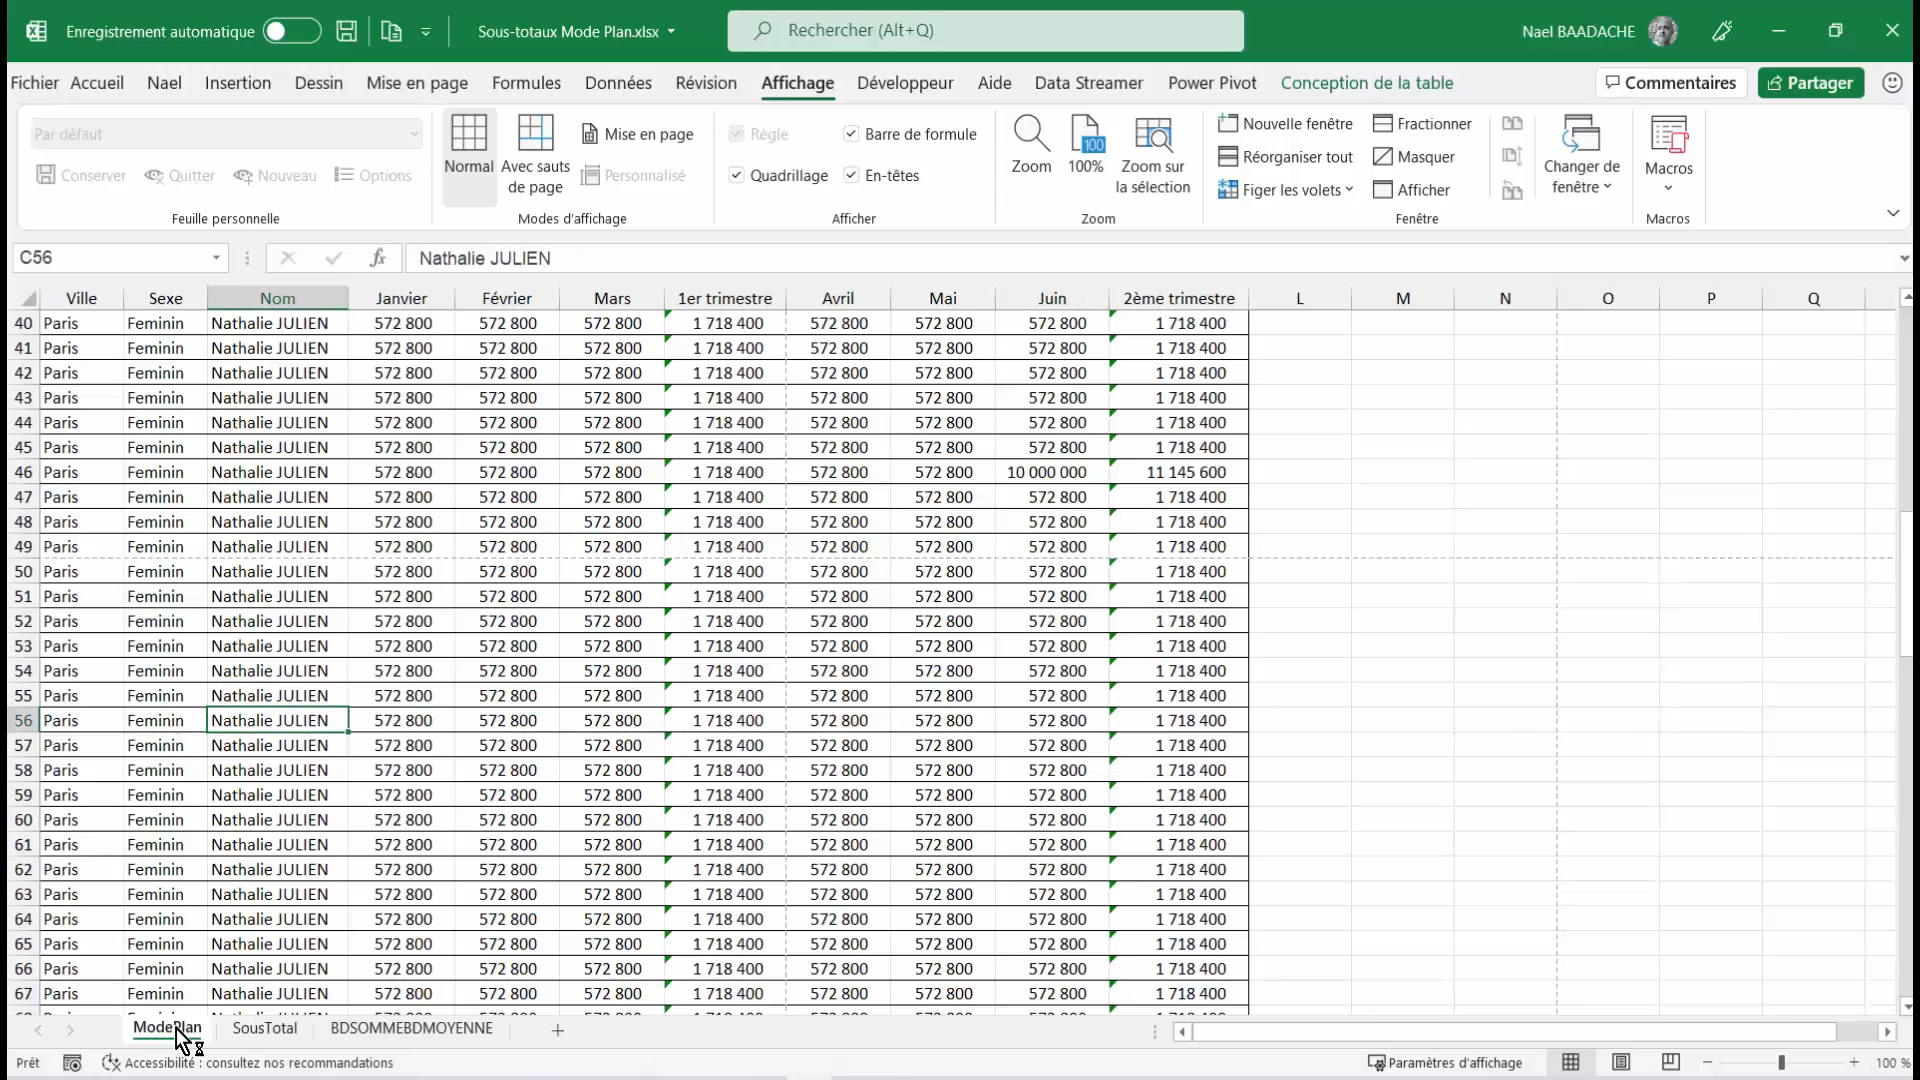 Enregistrement automatique Sous-totaux Mode Plan.xlsx Rechercher (Alt+Q) Nael BAADACHE
Fichier Accueil Nael Insertion Dessin Mise en page Formules Données Révision Affichage Développeur Aide Data Streamer Power Pivot Conception de la table Commentaires Partager
Par défaut
Conserver Quitter Nouveau Options
Feuille personnelle
Normal Avec sauts de page Mise en page Personnalisé
Modes d'affichage
Règle Barre de formule
Quadrillage En-têtes
Afficher
Zoom 100% Zoom sur la sélection
Zoom
Nouvelle fenêtre Fractionner
Réorganiser tout Masquer
Figer les volets Afficher
Changer de fenêtre
Fenêtre
Macros
Macros
C56 fx Nathalie JULIEN
Ville Sexe Nom Janvier Février Mars 1er trimestre Avril Mai Juin 2ème trimestre L M N O P Q
40 Paris Feminin Nathalie JULIEN 572 800 572 800 572 800 1 718 400 572 800 572 800 572 800 1 718 400
41 Paris Feminin Nathalie JULIEN 572 800 572 800 572 800 1 718 400 572 800 572 800 572 800 1 718 400
42 Paris Feminin Nathalie JULIEN 572 800 572 800 572 800 1 718 400 572 800 572 800 572 800 1 718 400
43 Paris Feminin Nathalie JULIEN 572 800 572 800 572 800 1 718 400 572 800 572 800 572 800 1 718 400
44 Paris Feminin Nathalie JULIEN 572 800 572 800 572 800 1 718 400 572 800 572 800 572 800 1 718 400
45 Paris Feminin Nathalie JULIEN 572 800 572 800 572 800 1 718 400 572 800 572 800 572 800 1 718 400
46 Paris Feminin Nathalie JULIEN 572 800 572 800 572 800 1 718 400 572 800 572 800 10 000 000 11 145 600
47 Paris Feminin Nathalie JULIEN 572 800 572 800 572 800 1 718 400 572 800 572 800 572 800 1 718 400
48 Paris Feminin Nathalie JULIEN 572 800 572 800 572 800 1 718 400 572 800 572 800 572 800 1 718 400
49 Paris Feminin Nathalie JULIEN 572 800 572 800 572 800 1 718 400 572 800 572 800 572 800 1 718 400
50 Paris Feminin Nathalie JULIEN 572 800 572 800 572 800 1 718 400 572 800 572 800 572 800 1 718 400
51 Paris Feminin Nathalie JULIEN 572 800 572 800 572 800 1 718 400 572 800 572 800 572 800 1 718 400
52 Paris Feminin Nathalie JULIEN 572 800 572 800 572 800 1 718 400 572 800 572 800 572 800 1 718 400
53 Paris Feminin Nathalie JULIEN 572 800 572 800 572 800 1 718 400 572 800 572 800 572 800 1 718 400
54 Paris Feminin Nathalie JULIEN 572 800 572 800 572 800 1 718 400 572 800 572 800 572 800 1 718 400
55 Paris Feminin Nathalie JULIEN 572 800 572 800 572 800 1 718 400 572 800 572 800 572 800 1 718 400
56 Paris Feminin Nathalie JULIEN 572 800 572 800 572 800 1 718 400 572 800 572 800 572 800 1 718 400
57 Paris Feminin Nathalie JULIEN 572 800 572 800 572 800 1 718 400 572 800 572 800 572 800 1 718 400
58 Paris Feminin Nathalie JULIEN 572 800 572 800 572 800 1 718 400 572 800 572 800 572 800 1 718 400
59 Paris Feminin Nathalie JULIEN 572 800 572 800 572 800 1 718 400 572 800 572 800 572 800 1 718 400
60 Paris Feminin Nathalie JULIEN 572 800 572 800 572 800 1 718 400 572 800 572 800 572 800 1 718 400
61 Paris Feminin Nathalie JULIEN 572 800 572 800 572 800 1 718 400 572 800 572 800 572 800 1 718 400
62 Paris Feminin Nathalie JULIEN 572 800 572 800 572 800 1 718 400 572 800 572 800 572 800 1 718 400
63 Paris Feminin Nathalie JULIEN 572 800 572 800 572 800 1 718 400 572 800 572 800 572 800 1 718 400
64 Paris Feminin Nathalie JULIEN 572 800 572 800 572 800 1 718 400 572 800 572 800 572 800 1 718 400
65 Paris Feminin Nathalie JULIEN 572 800 572 800 572 800 1 718 400 572 800 572 800 572 800 1 718 400
66 Paris Feminin Nathalie JULIEN 572 800 572 800 572 800 1 718 400 572 800 572 800 572 800 1 718 400
67 Paris Feminin Nathalie JULIEN 572 800 572 800 572 800 1 718 400 572 800 572 800 572 800 1 718 400
ModePlan SousTotal BDSOMMEBDMOYENNE
Prêt Accessibilité : consultez nos recommandations Paramètres d'affichage 100 %